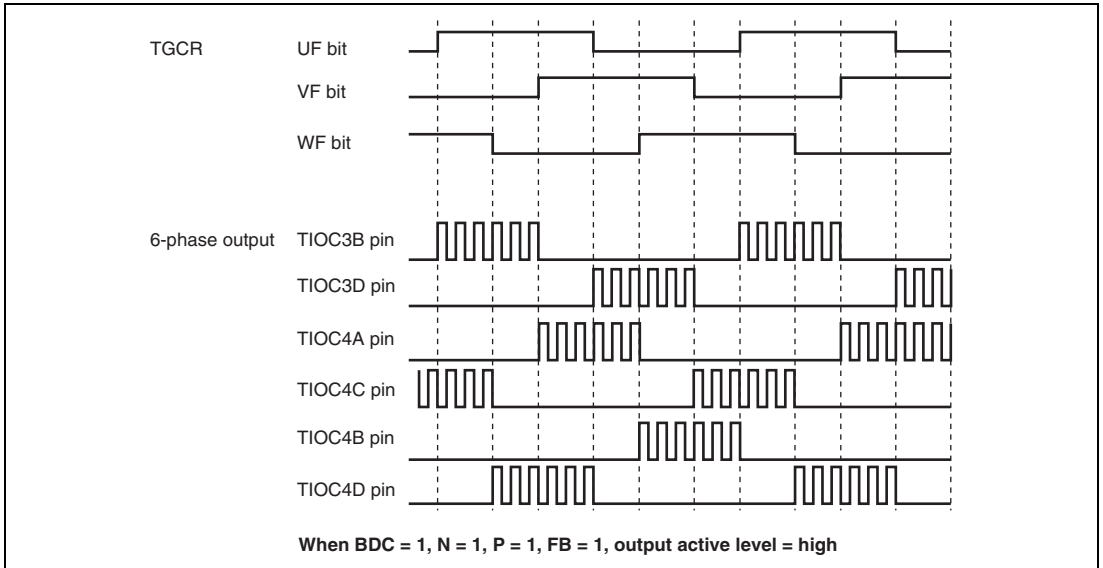 TGCR UF bit
VF bit
WF bit
6-phase output TIOC3B pin
TIOC3D pin
TIOC4A pin
TIOC4C pin
TIOC4B pin
TIOC4D pin
When BDC = 1, N = 1, P = 1, FB = 1, output active level = high